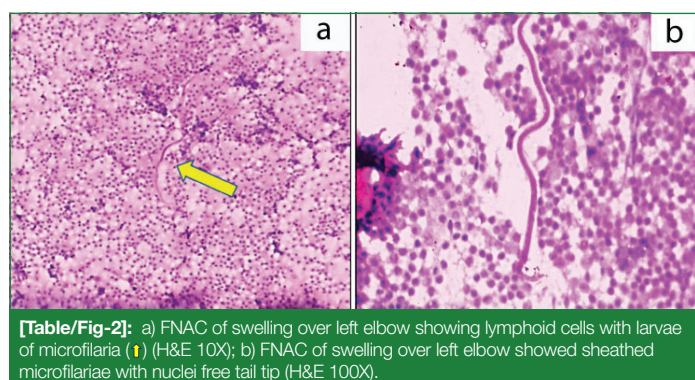 a
b
[Table/Fig-2]: a) FNAC of swelling over left elbow showing lymphoid cells with larvae
of microfilaria (⇧) (H&E 10X); b) FNAC of swelling over left elbow showed sheathed
microfilariae with nuclei free tail tip (H&E 100X).